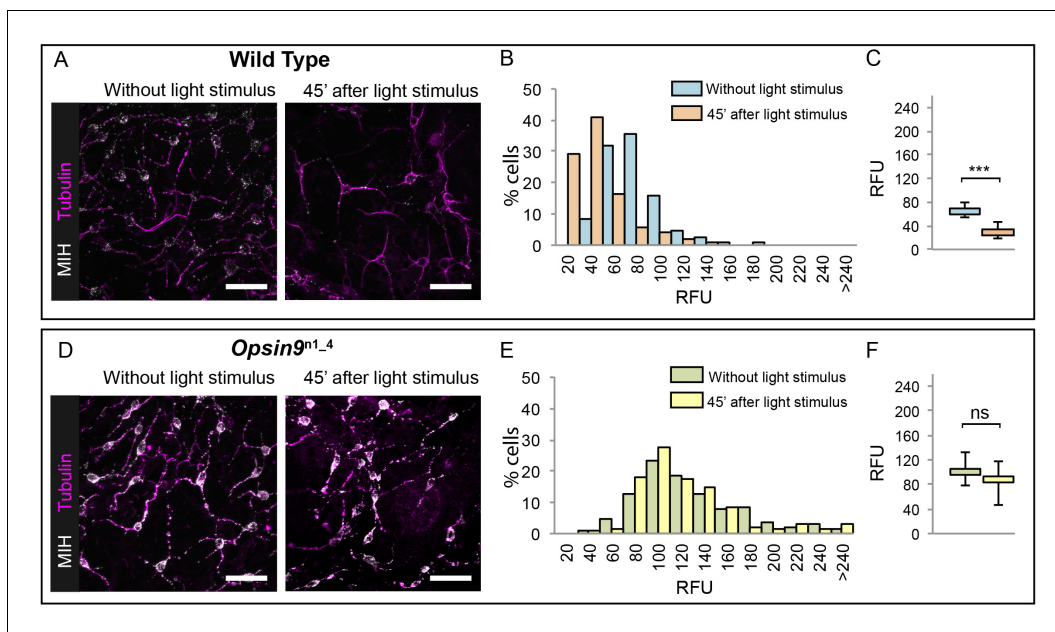 A
Wild Type
Without light stimulus
45' after light stimulus
Tubulin
MIH
B
50
40
30
20
10
0
% cells
Without light stimulus
45' after light stimulus
20
40
60
80
100
120
140
160
180
200
220
240
>240
RFU
C
240
200
160
120
80
40
0
RFU
***
D
Opsin9n1_4
Without light stimulus
45' after light stimulus
Tubulin
MIH
E
50
40
30
20
10
0
% cells
Without light stimulus
45' after light stimulus
20
40
60
80
100
120
140
160
180
200
220
240
>240
RFU
F
240
200
160
120
80
40
0
RFU
ns